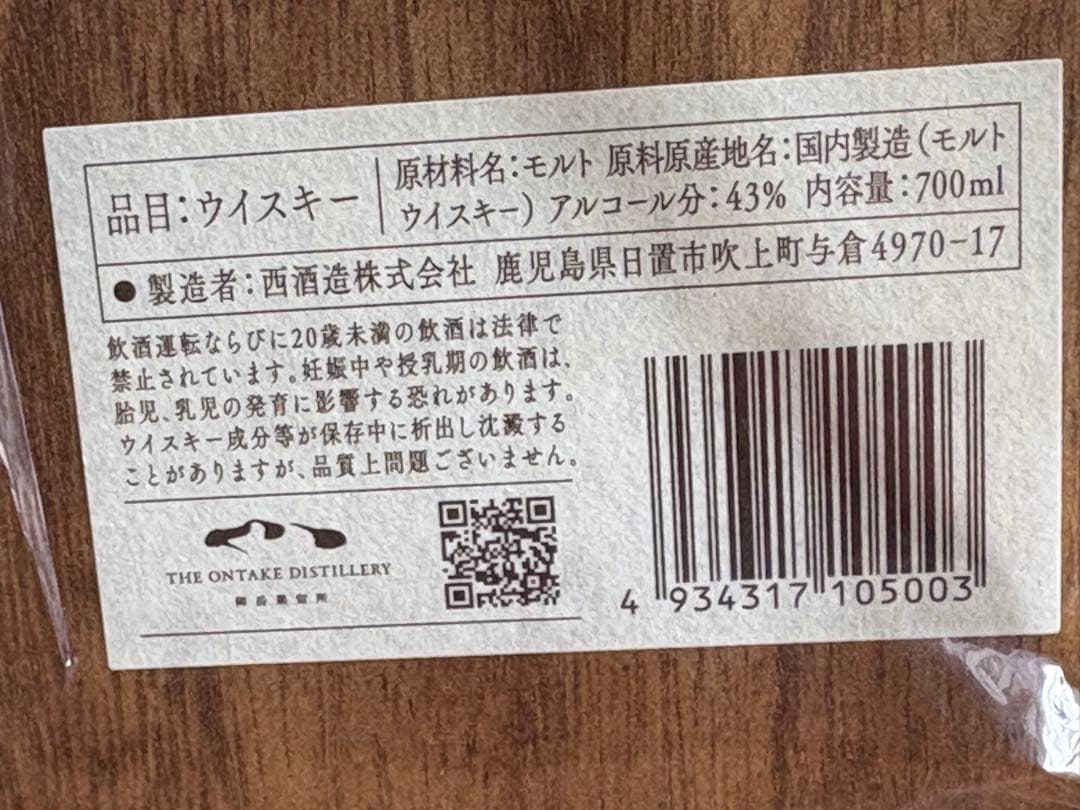 品目：ウイスキー
原材料名：モルト 原料原産地名：国内製造（モルト
ウイスキー） アルコール分：43% 内容量：700ml
●製造者：西酒造株式会社 鹿児島県日置市吹上町与倉4970-17
飲酒運転ならびに20歳未満の飲酒は法律で
禁止されています。妊娠中や授乳期の飲酒は、
胎児、乳児の発育に影響する恐れがあります。
ウイスキー成分等が保存中に析出し沈澱する
ことがありますが、品質上問題ございません。
THE ONTAKE DISTILLERY
御岳蒸留所
4 934317 105003